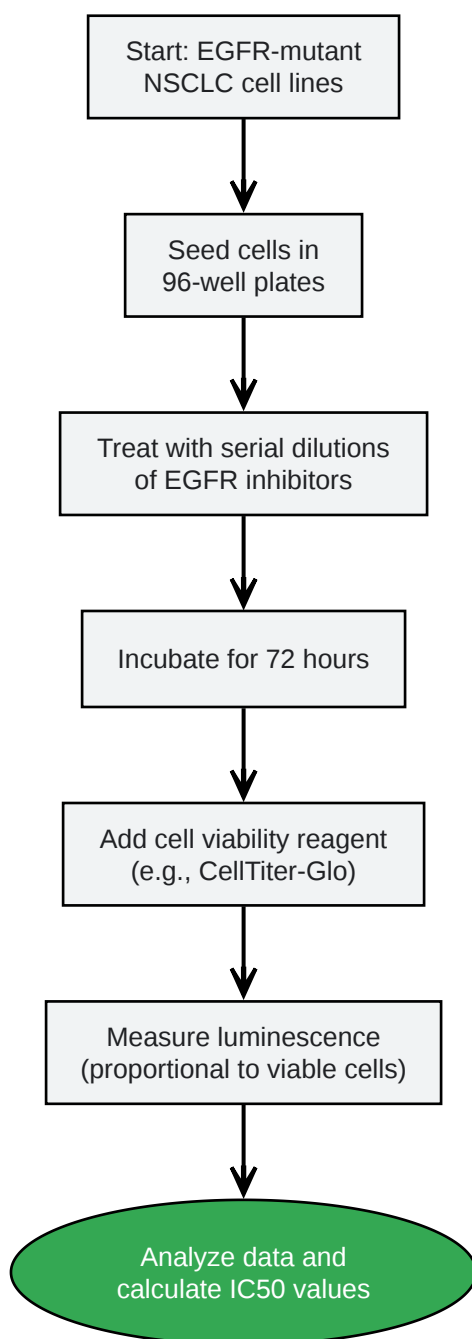 Start: EGFR-mutant
NSCLC cell lines
Seed cells in
96-well plates
Treat with serial dilutions
of EGFR inhibitors
Incubate for 72 hours
Add cell viability reagent
(e.g., CellTiter-Glo)
Measure luminescence
(proportional to viable cells)
Analyze data and
calculate IC50 values